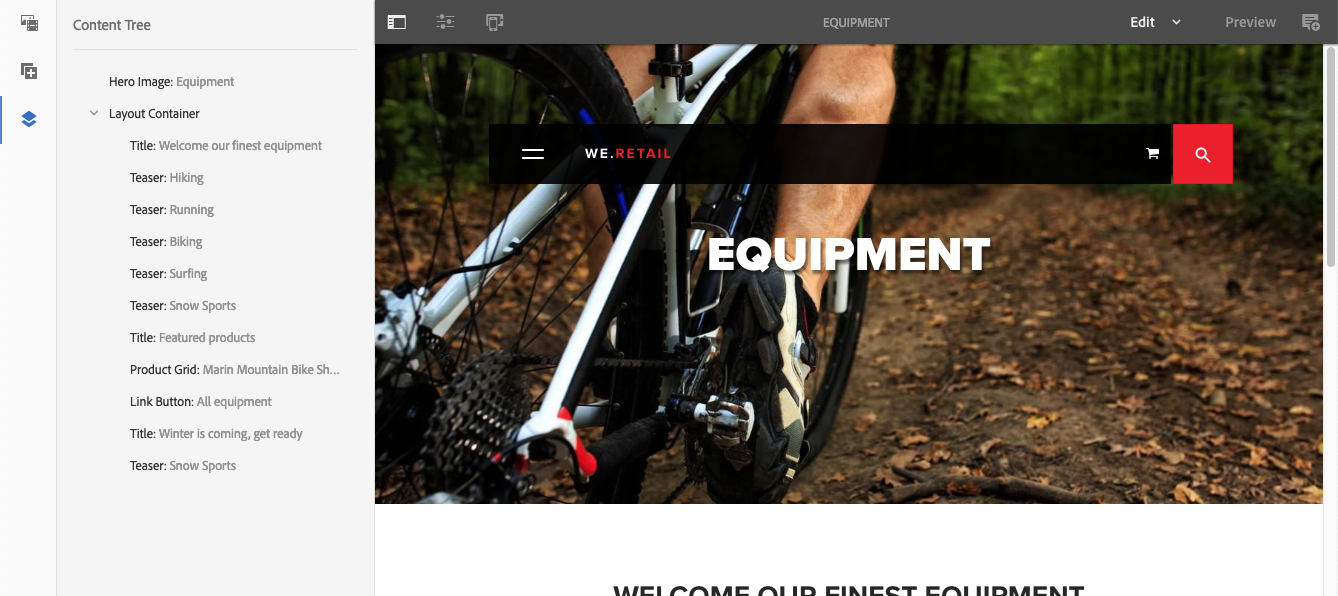 Content Tree
Hero Image: Equipment
Layout Container
Title: Welcome our finest equipment
Teaser: Hiking
Teaser: Running
Teaser: Biking
Teaser: Surfing
Teaser: Snow Sports
Title: Featured products
Product Grid: Marin Mountain Bike Sh...
Link Button: All equipment
Title: Winter is coming, get ready
Teaser: Snow Sports
EQUIPMENT
Edit
Preview
WE.RETAIL
EQUIPMENT
WELCOME OUR FINEST EQUIPMENT